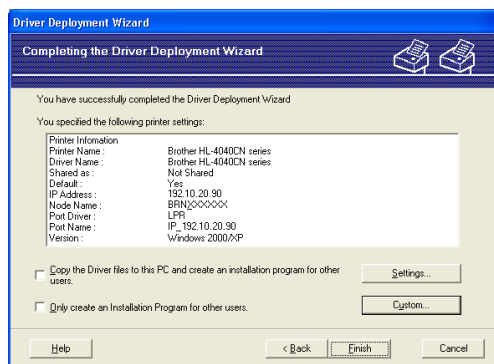 Driver Deployment Wizard
Completing the Driver Deployment Wizard
You have successfully completed the Driver Deployment Wizard
You specified the following printer settings:
Printer Infomation
Printer Name : Brother HL-4040CN series
Driver Name : Brother HL-4040CN series
Shared as : Not Shared
Default : Yes
IP Address : 192.10.20.90
Node Name : BRNXXXXXX
Port Driver : LPR
Port Name : IP_192.10.20.90
Version : Windows 2000/XP
Copy the Driver files to this PC and create an installation program for other
users.
Settings...
Only create an Installation Program for other users.
Custom...
Help
< Back
Finish
Cancel